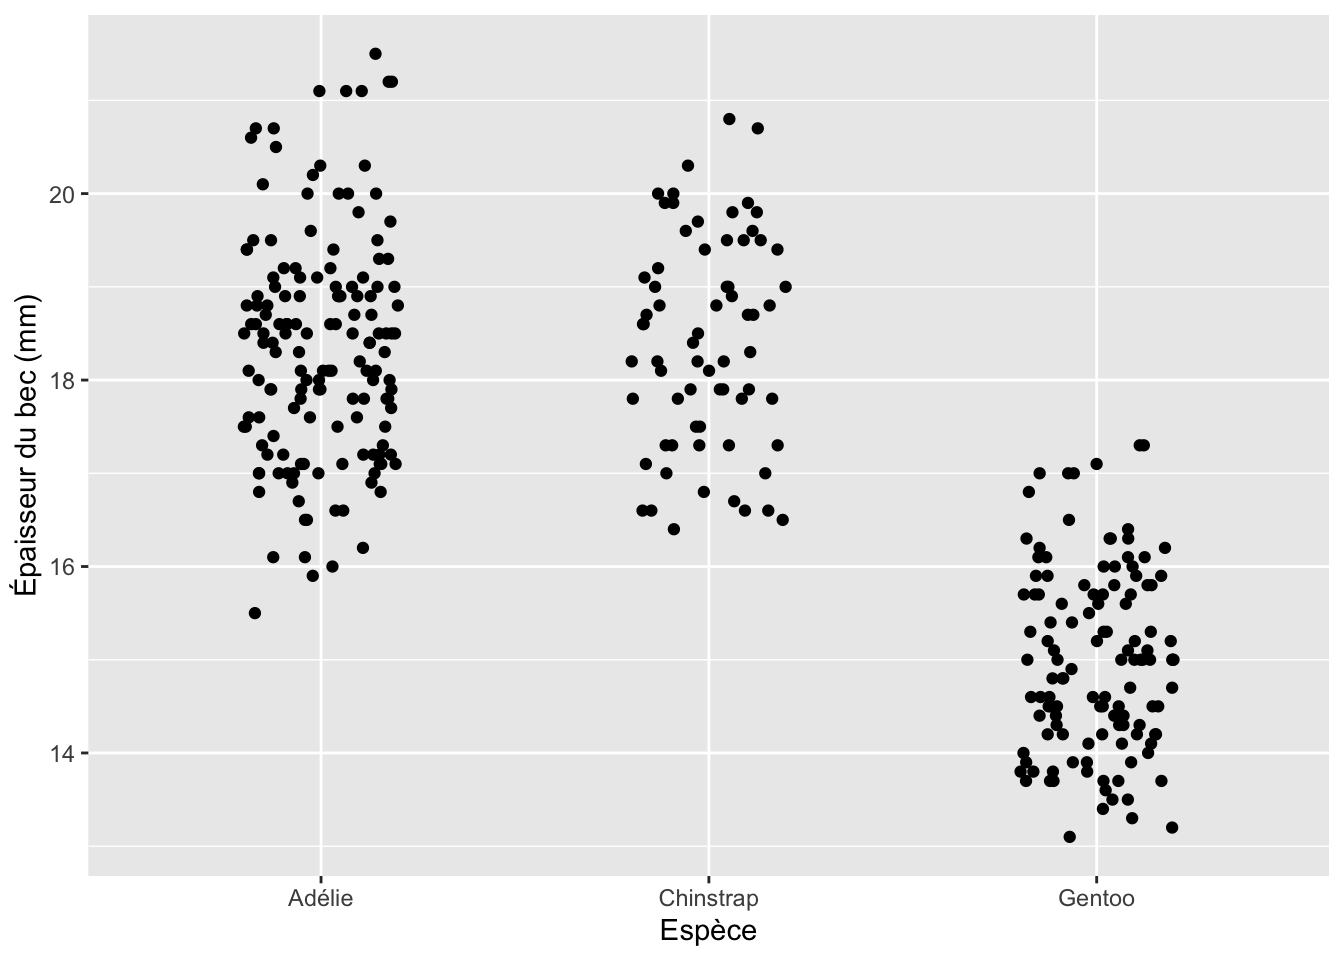 Épaisseur du bec (mm)
20
18
16
14
Adélie
Chinstrap
Gentoo
Espèce